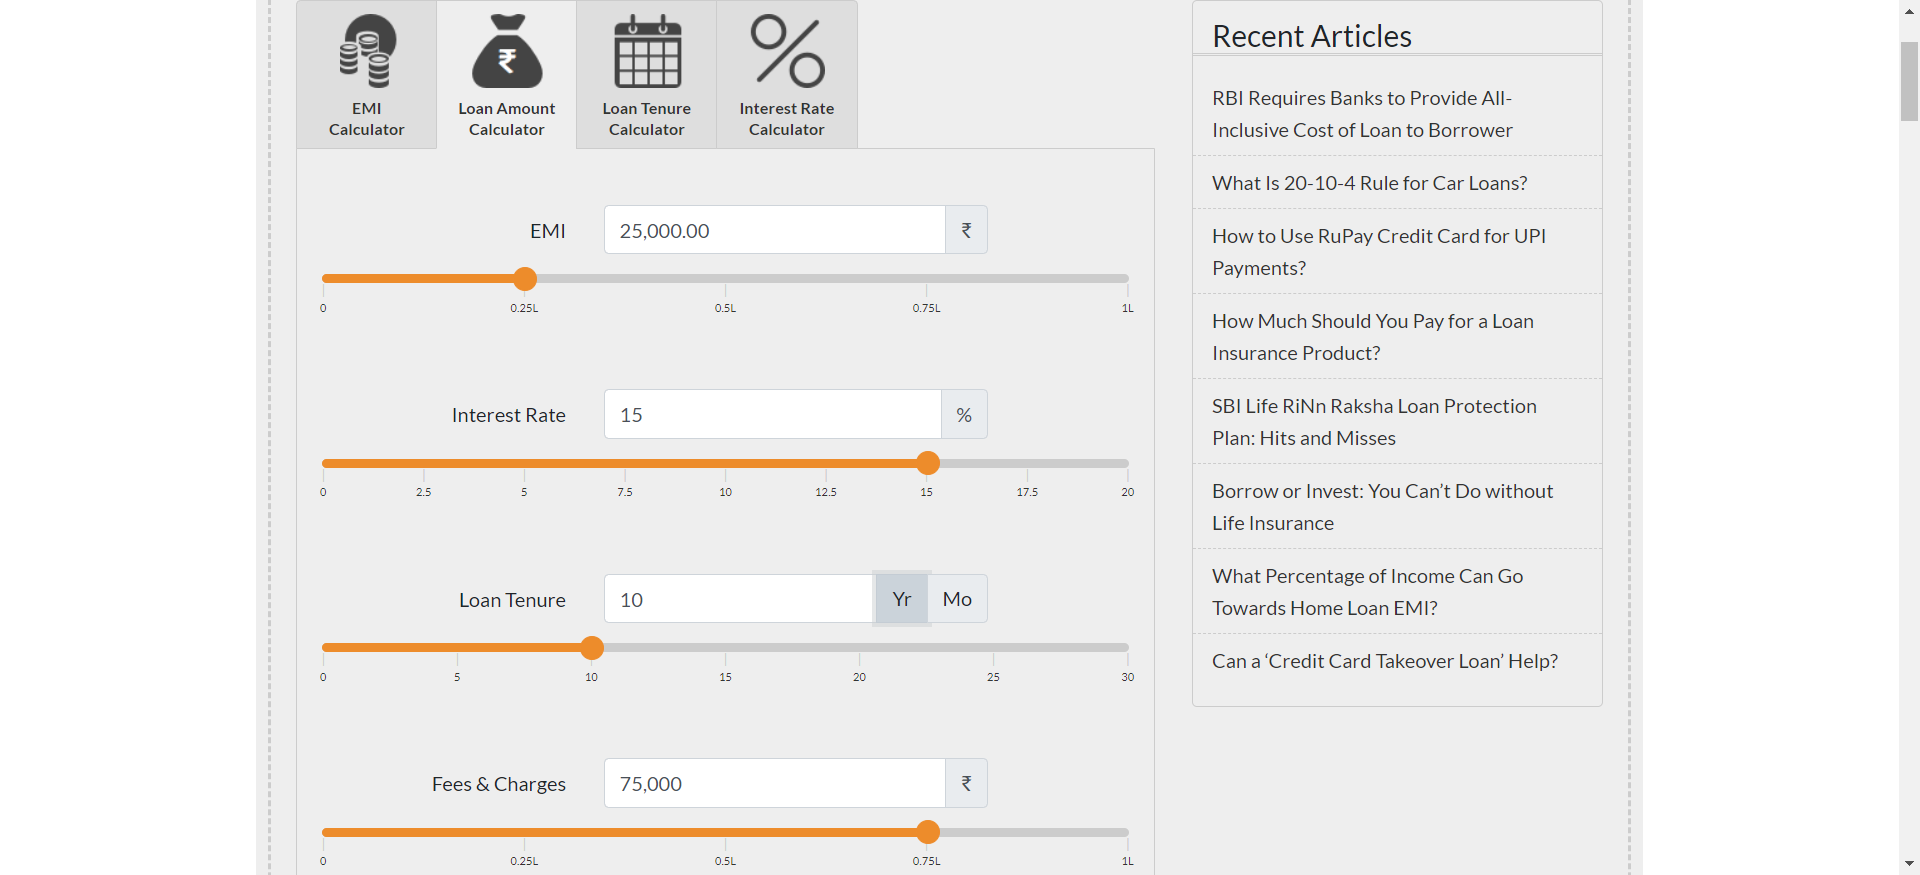 EMI
Calculator
Loan Amount
Calculator
Loan Tenure
Calculator
Interest Rate
Calculator
EMI
25,000.00
₹
0
0.25L
0.5L
0.75L
1L
Interest Rate
15
%
0
2.5
5
7.5
10
12.5
15
17.5
20
Loan Tenure
10
Yr
Mo
0
5
10
15
20
25
30
Fees & Charges
75,000
₹
0
0.25L
0.5L
0.75L
1L
Recent Articles
RBI Requires Banks to Provide All-
Inclusive Cost of Loan to Borrower
What Is 20-10-4 Rule for Car Loans?
How to Use RuPay Credit Card for UPI
Payments?
How Much Should You Pay for a Loan
Insurance Product?
SBI Life RiNn Raksha Loan Protection
Plan: Hits and Misses
Borrow or Invest: You Can’t Do without
Life Insurance
What Percentage of Income Can Go
Towards Home Loan EMI?
Can a ‘Credit Card Takeover Loan’ Help?